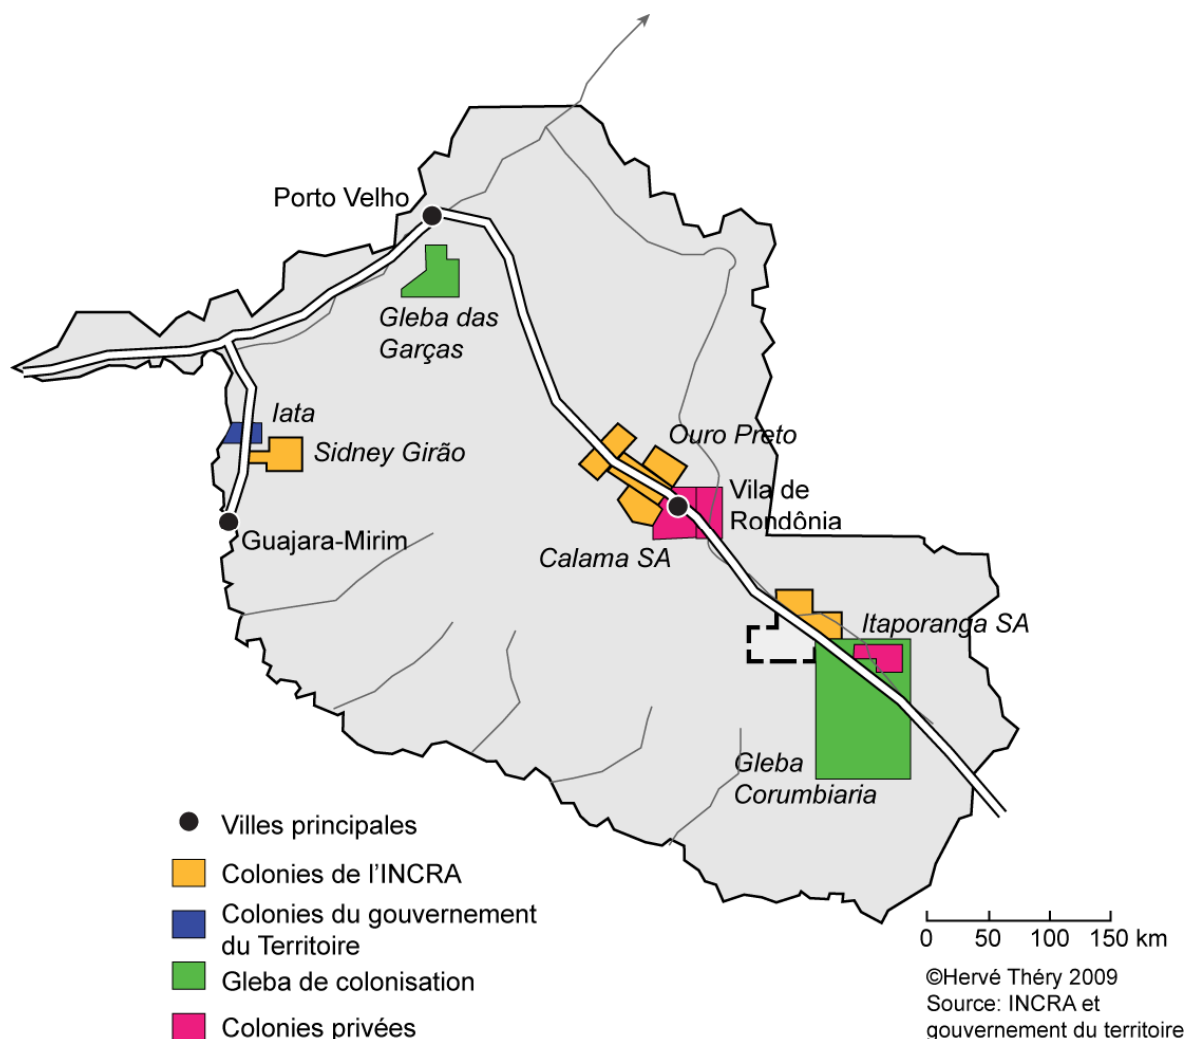 Porto Velho
Gleba das
Garças
Iata
Sidney Girão
Guajara-Mirim
Ouro Preto
Vila de
Rondônia
Calama SA
Itaporanga SA
Gleba
Corumbiaria
Villes principales
Colonies de l'INCRA
Colonies du gouvernement
du Territoire
Gleba de colonisation
Colonies privées
0 50 100 150 km
©Hervé Théry 2009
Source: INCRA et
gouvernement du territoire